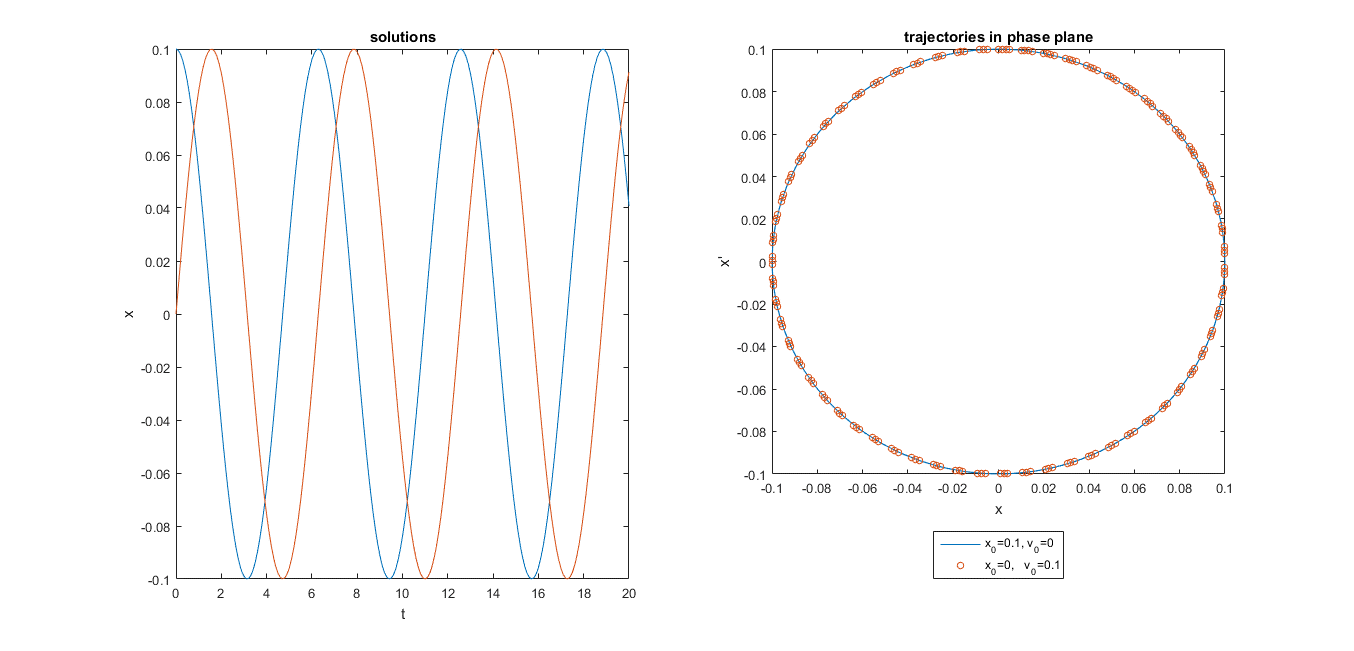 solutions
0.1
0.08
0.06
0.04
0.02
0
-0.02
-0.04
-0.06
-0.08
-0.1
x
0 2 4 6 8 10 12 14 16 18 20
t
trajectories in phase plane
0.1
0.08
0.06
0.04
0.02
0
-0.02
-0.04
-0.06
-0.08
-0.1
x'
-0.1 -0.08 -0.06 -0.04 -0.02 0 0.02 0.04 0.06 0.08 0.1
x
x₀=0.1, v₀=0
x₀=0, v₀=0.1